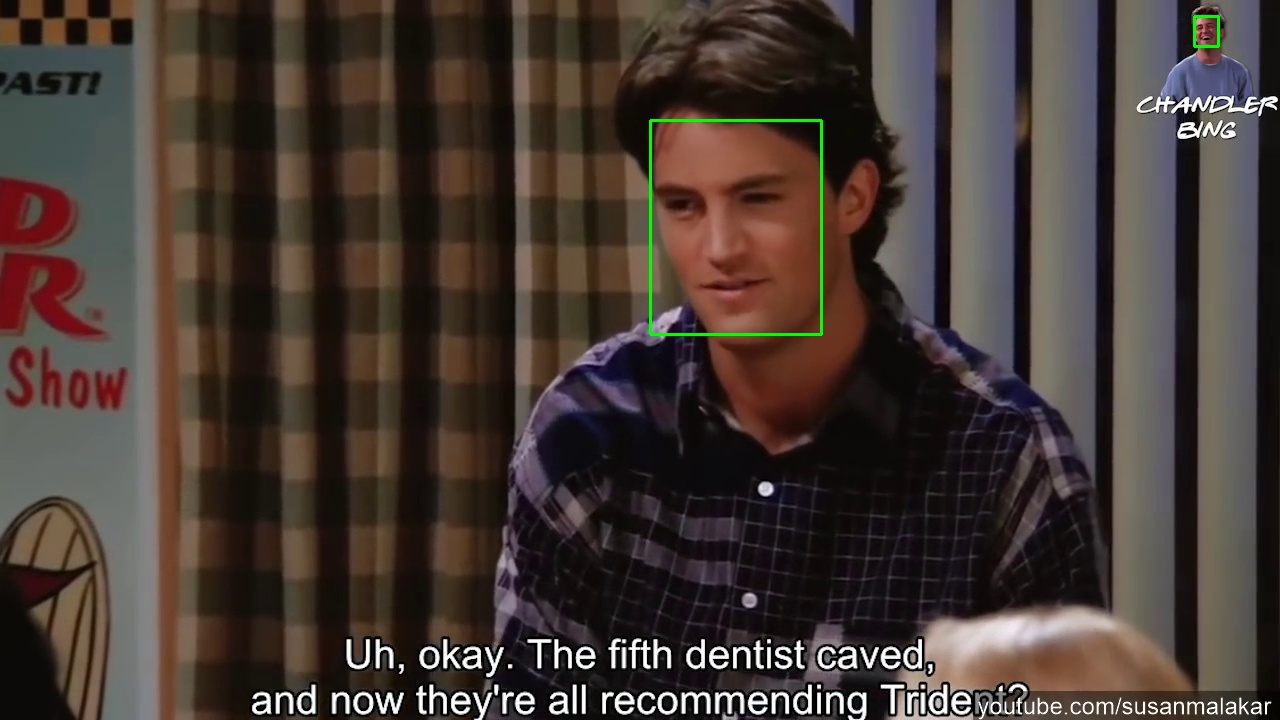 PAST!
D
R
Show
CHANDLER
BING
Uh, okay. The fifth dentist caved,
and now they're all recommending Trident?
youtube.com/susanmalakar